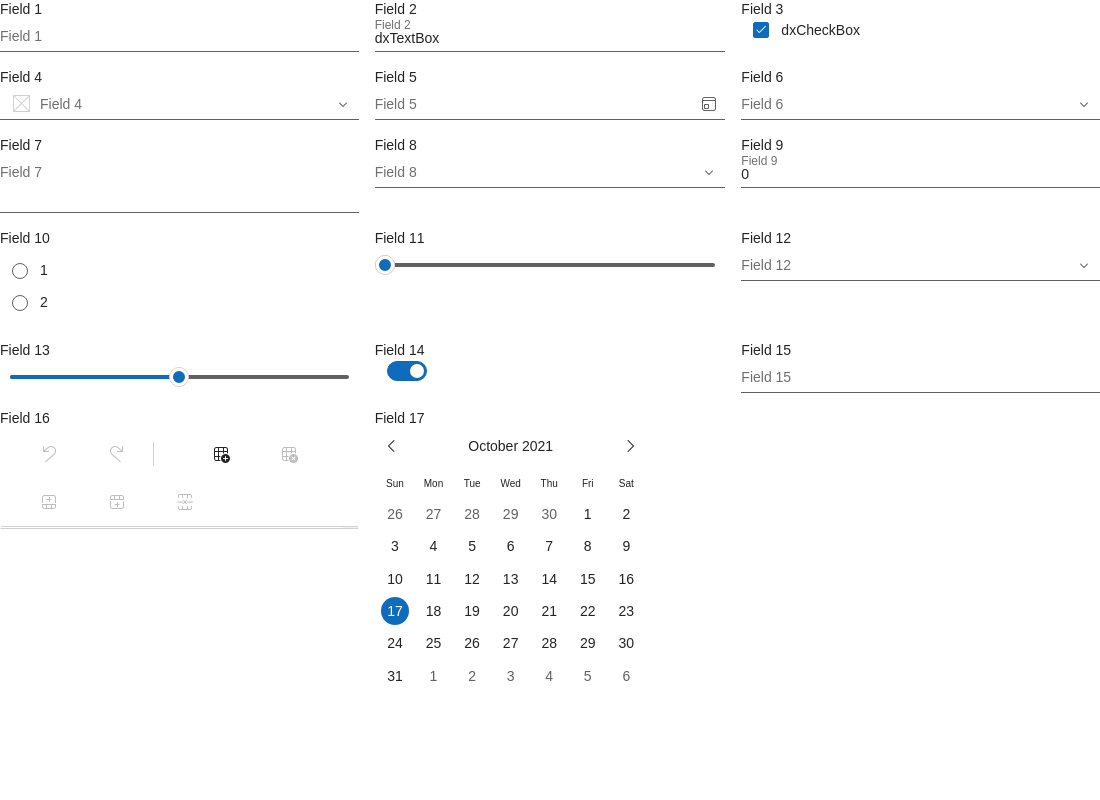 Field 1
Field 1
Field 2
Field 2
dxTextBox
Field 3
dxCheckBox
Field 4
Field 4
Field 5
Field 5
Field 6
Field 6
Field 7
Field 7
Field 8
Field 8
Field 9
Field 9
0
Field 10
1
2
Field 11
Field 12
Field 12
Field 13
Field 14
Field 15
Field 15
Field 16
Field 17
October 2021
Sun Mon Tue Wed Thu Fri Sat
26 27 28 29 30 1 2
3 4 5 6 7 8 9
10 11 12 13 14 15 16
17 18 19 20 21 22 23
24 25 26 27 28 29 30
31 1 2 3 4 5 6